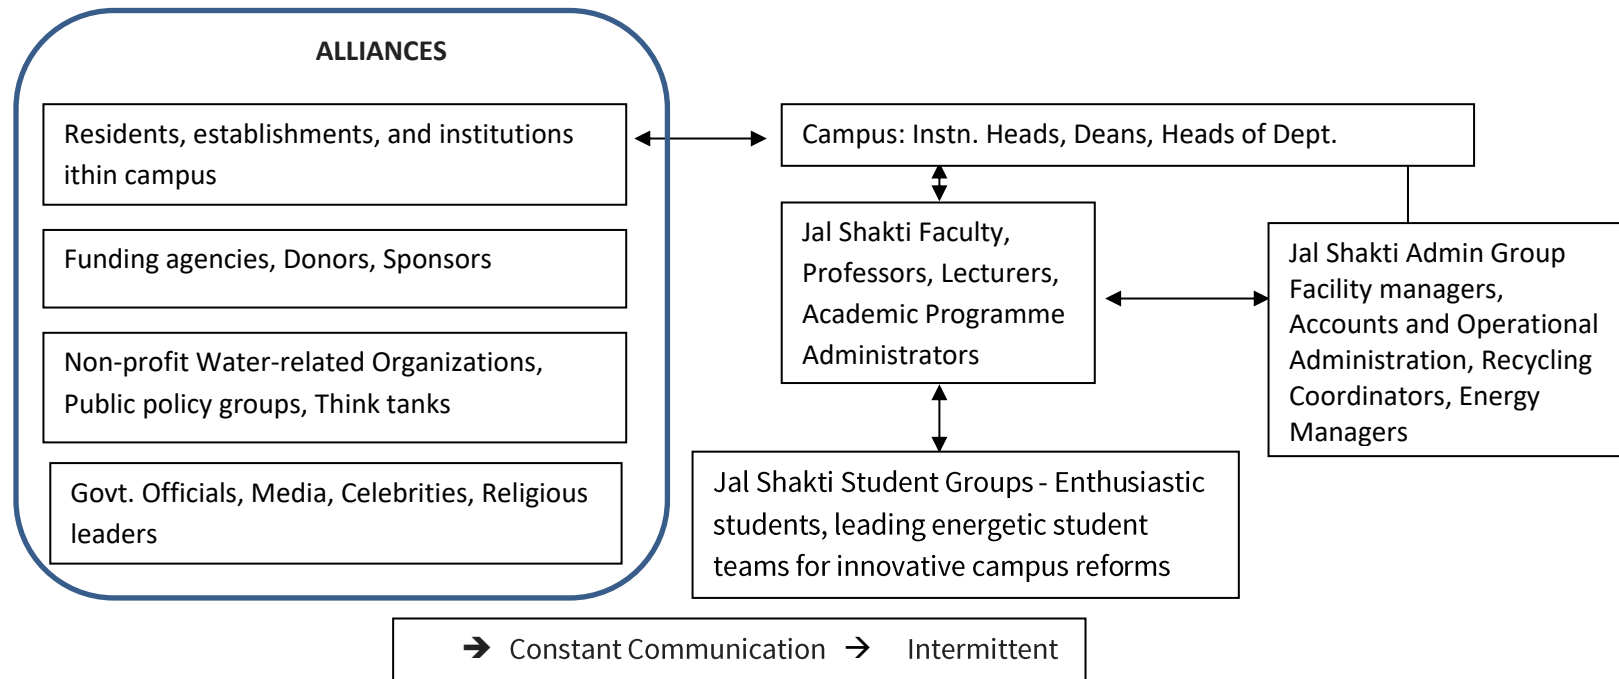 ALLIANCES
Residents, establishments, and institutions
ithin campus
Funding agencies, Donors, Sponsors
Non-profit Water-related Organizations,
Public policy groups, Think tanks
Govt. Officials, Media, Celebrities, Religious
leaders
Campus: Instn. Heads, Deans, Heads of Dept.
Jal Shakti Faculty,
Professors, Lecturers,
Academic Programme
Administrators
Jal Shakti Admin Group
Facility managers,
Accounts and Operational
Administration, Recycling
Coordinators, Energy
Managers
Jal Shakti Student Groups - Enthusiastic
students, leading energetic student
teams for innovative campus reforms
➔ Constant Communication → Intermittent